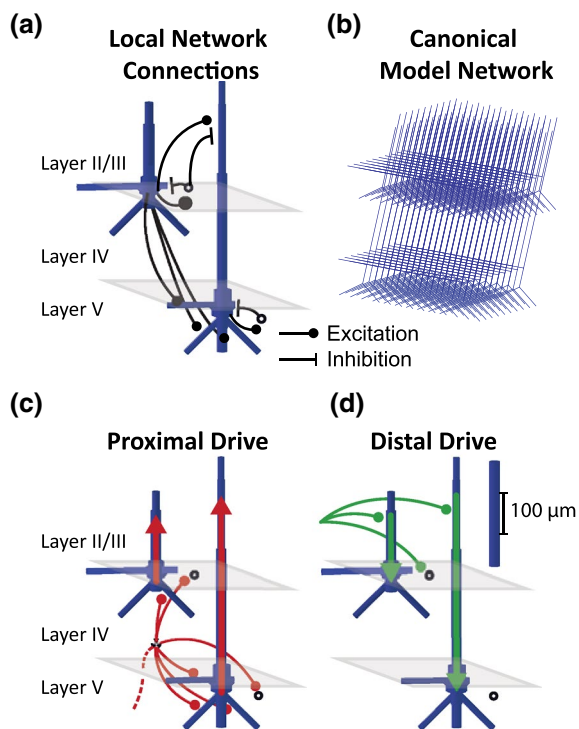 (a)
Local Network
Connections
Layer II/III
Layer IV
Layer V
Excitation
Inhibition
(b)
Canonical
Model Network
(c)
Proximal Drive
Layer II/III
Layer IV
Layer V
(d)
Distal Drive
100 μm